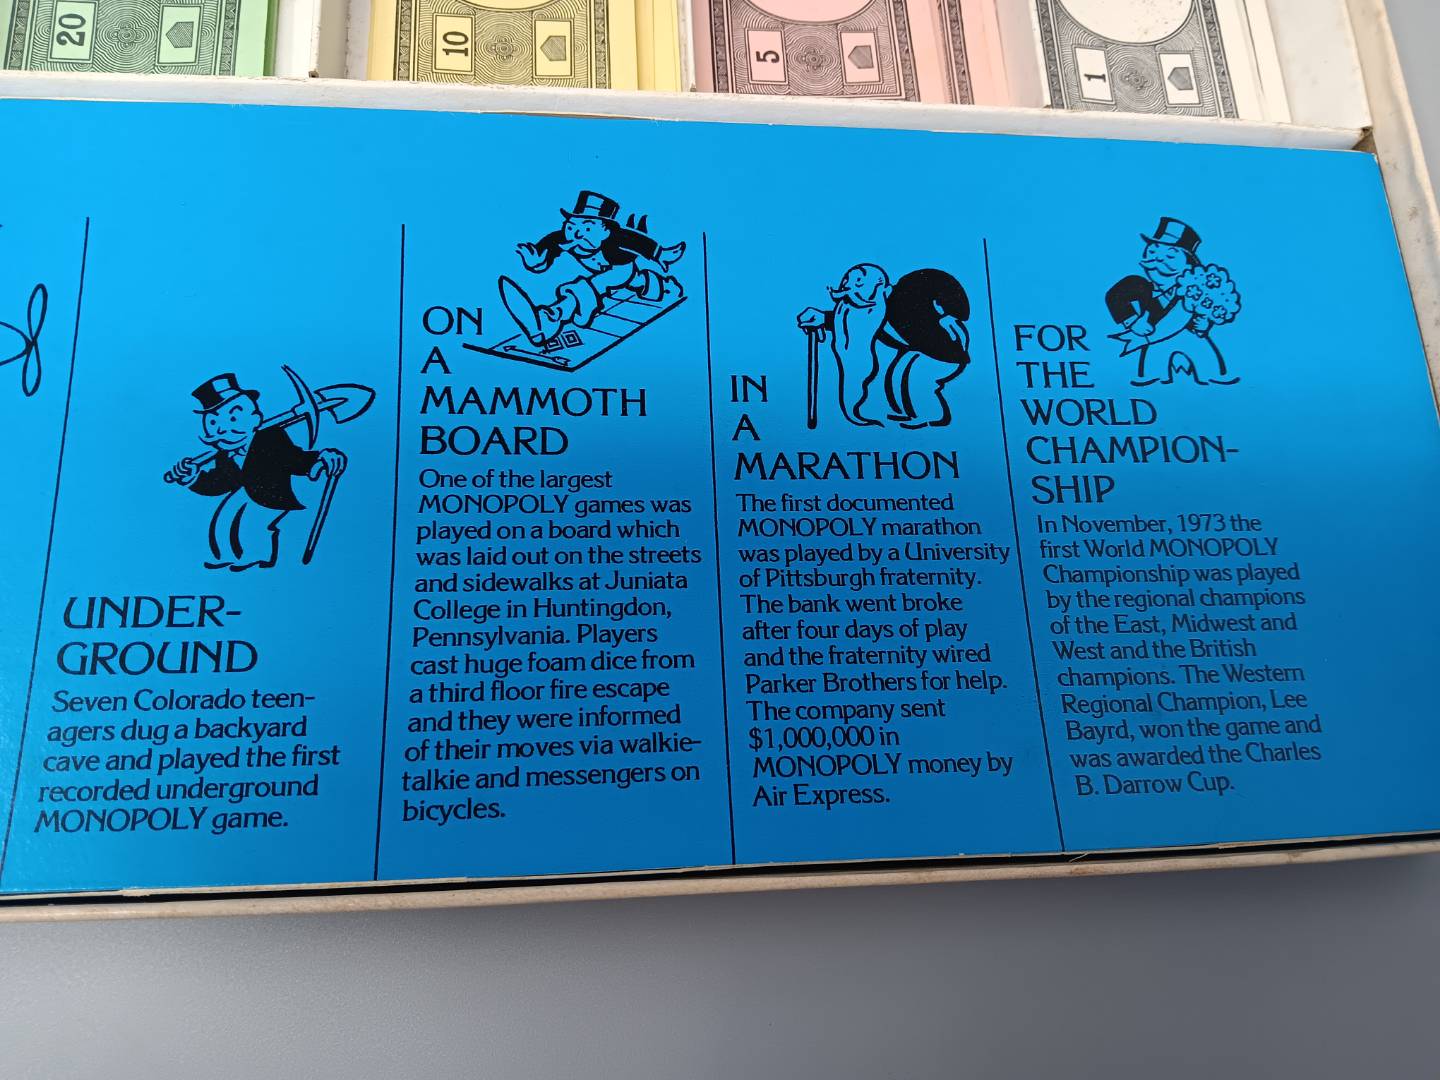 20
10
5
1
UNDER-
GROUND
Seven Colorado teen-
agers dug a backyard
cave and played the first
recorded underground
MONOPOLY game.
ON
A
MAMMOTH
BOARD
One of the largest
MONOPOLY games was
played on a board which
was laid out on the streets
and sidewalks at Juniata
College in Huntingdon,
Pennsylvania. Players
cast huge foam dice from
a third floor fire escape
and they were informed
of their moves via walkie-
talkie and messengers on
bicycles.
IN
A
MARATHON
The first documented
MONOPOLY marathon
was played by a University
of Pittsburgh fraternity.
The bank went broke
after four days of play
and the fraternity wired
Parker Brothers for help.
The company sent
$1,000,000 in
MONOPOLY money by
Air Express.
FOR
THE
WORLD
CHAMPION-
SHIP
In November, 1973 the
first World MONOPOLY
Championship was played
by the regional champions
of the East, Midwest and
West and the British
champions. The Western
Regional Champion, Lee
Bayrd, won the game and
was awarded the Charles
B. Darrow Cup.